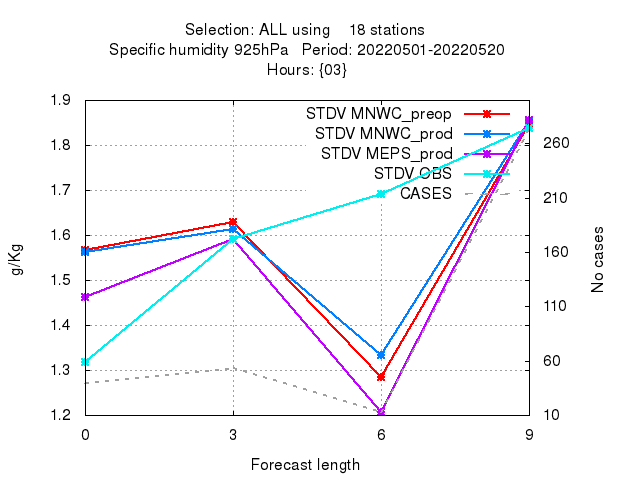 Selection: ALL using    18 stations
Specific humidity 925hPa   Period: 20220501-20220520
Hours: {03}
STDV MNWC_preop
STDV MNWC_prod
STDV MEPS_prod
STDV OBS
CASES
1.9
1.8
1.7
1.6
1.5
1.4
1.3
1.2
g/Kg
260
210
160
110
60
10
No cases
0 3 6 9
Forecast length